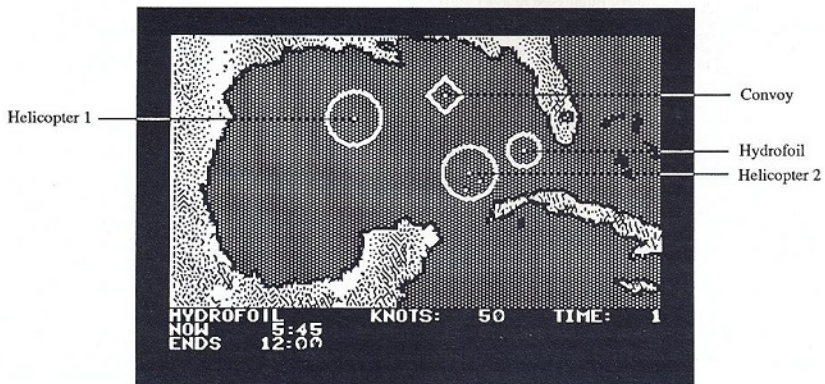 Convoy
Helicopter 1
Hydrofoil
Helicopter 2
HYDROFOIL KNOTS: 50 TIME: 1
NOW 5:45
ENDS 12:00